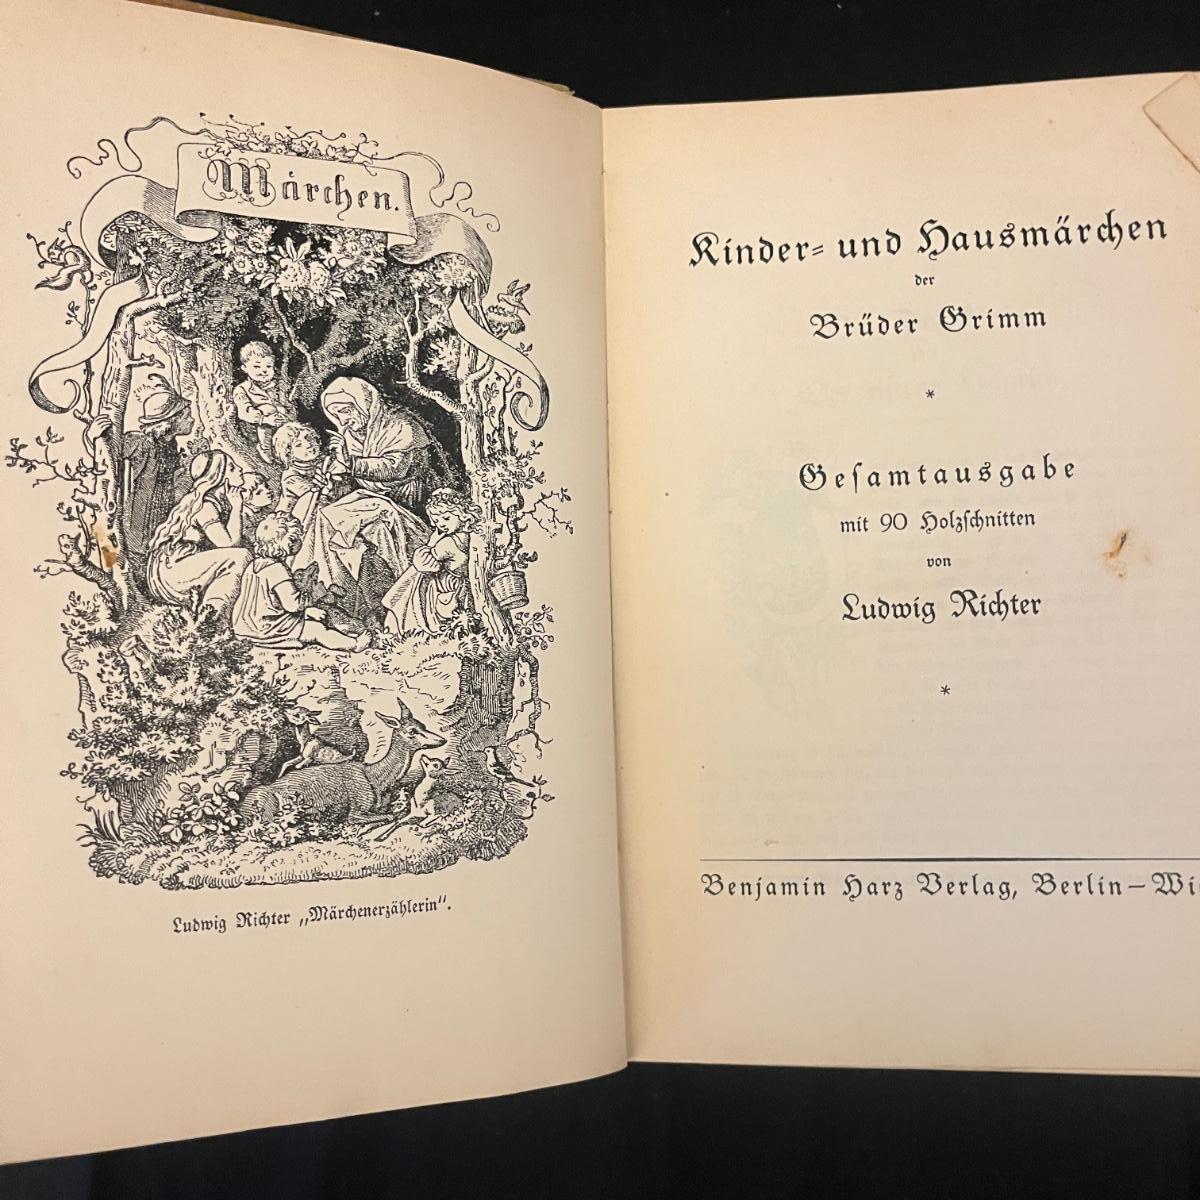 Märchen.
Ludwig Richter „Märchenerzählerin“.
Kinder- und Hausmärchen
der
Brüder Grimm
*
Geſamtausgabe
mit 90 Holzſchnitten
von
Ludwig Richter
*
Benjamin Harz Verlag, Berlin–